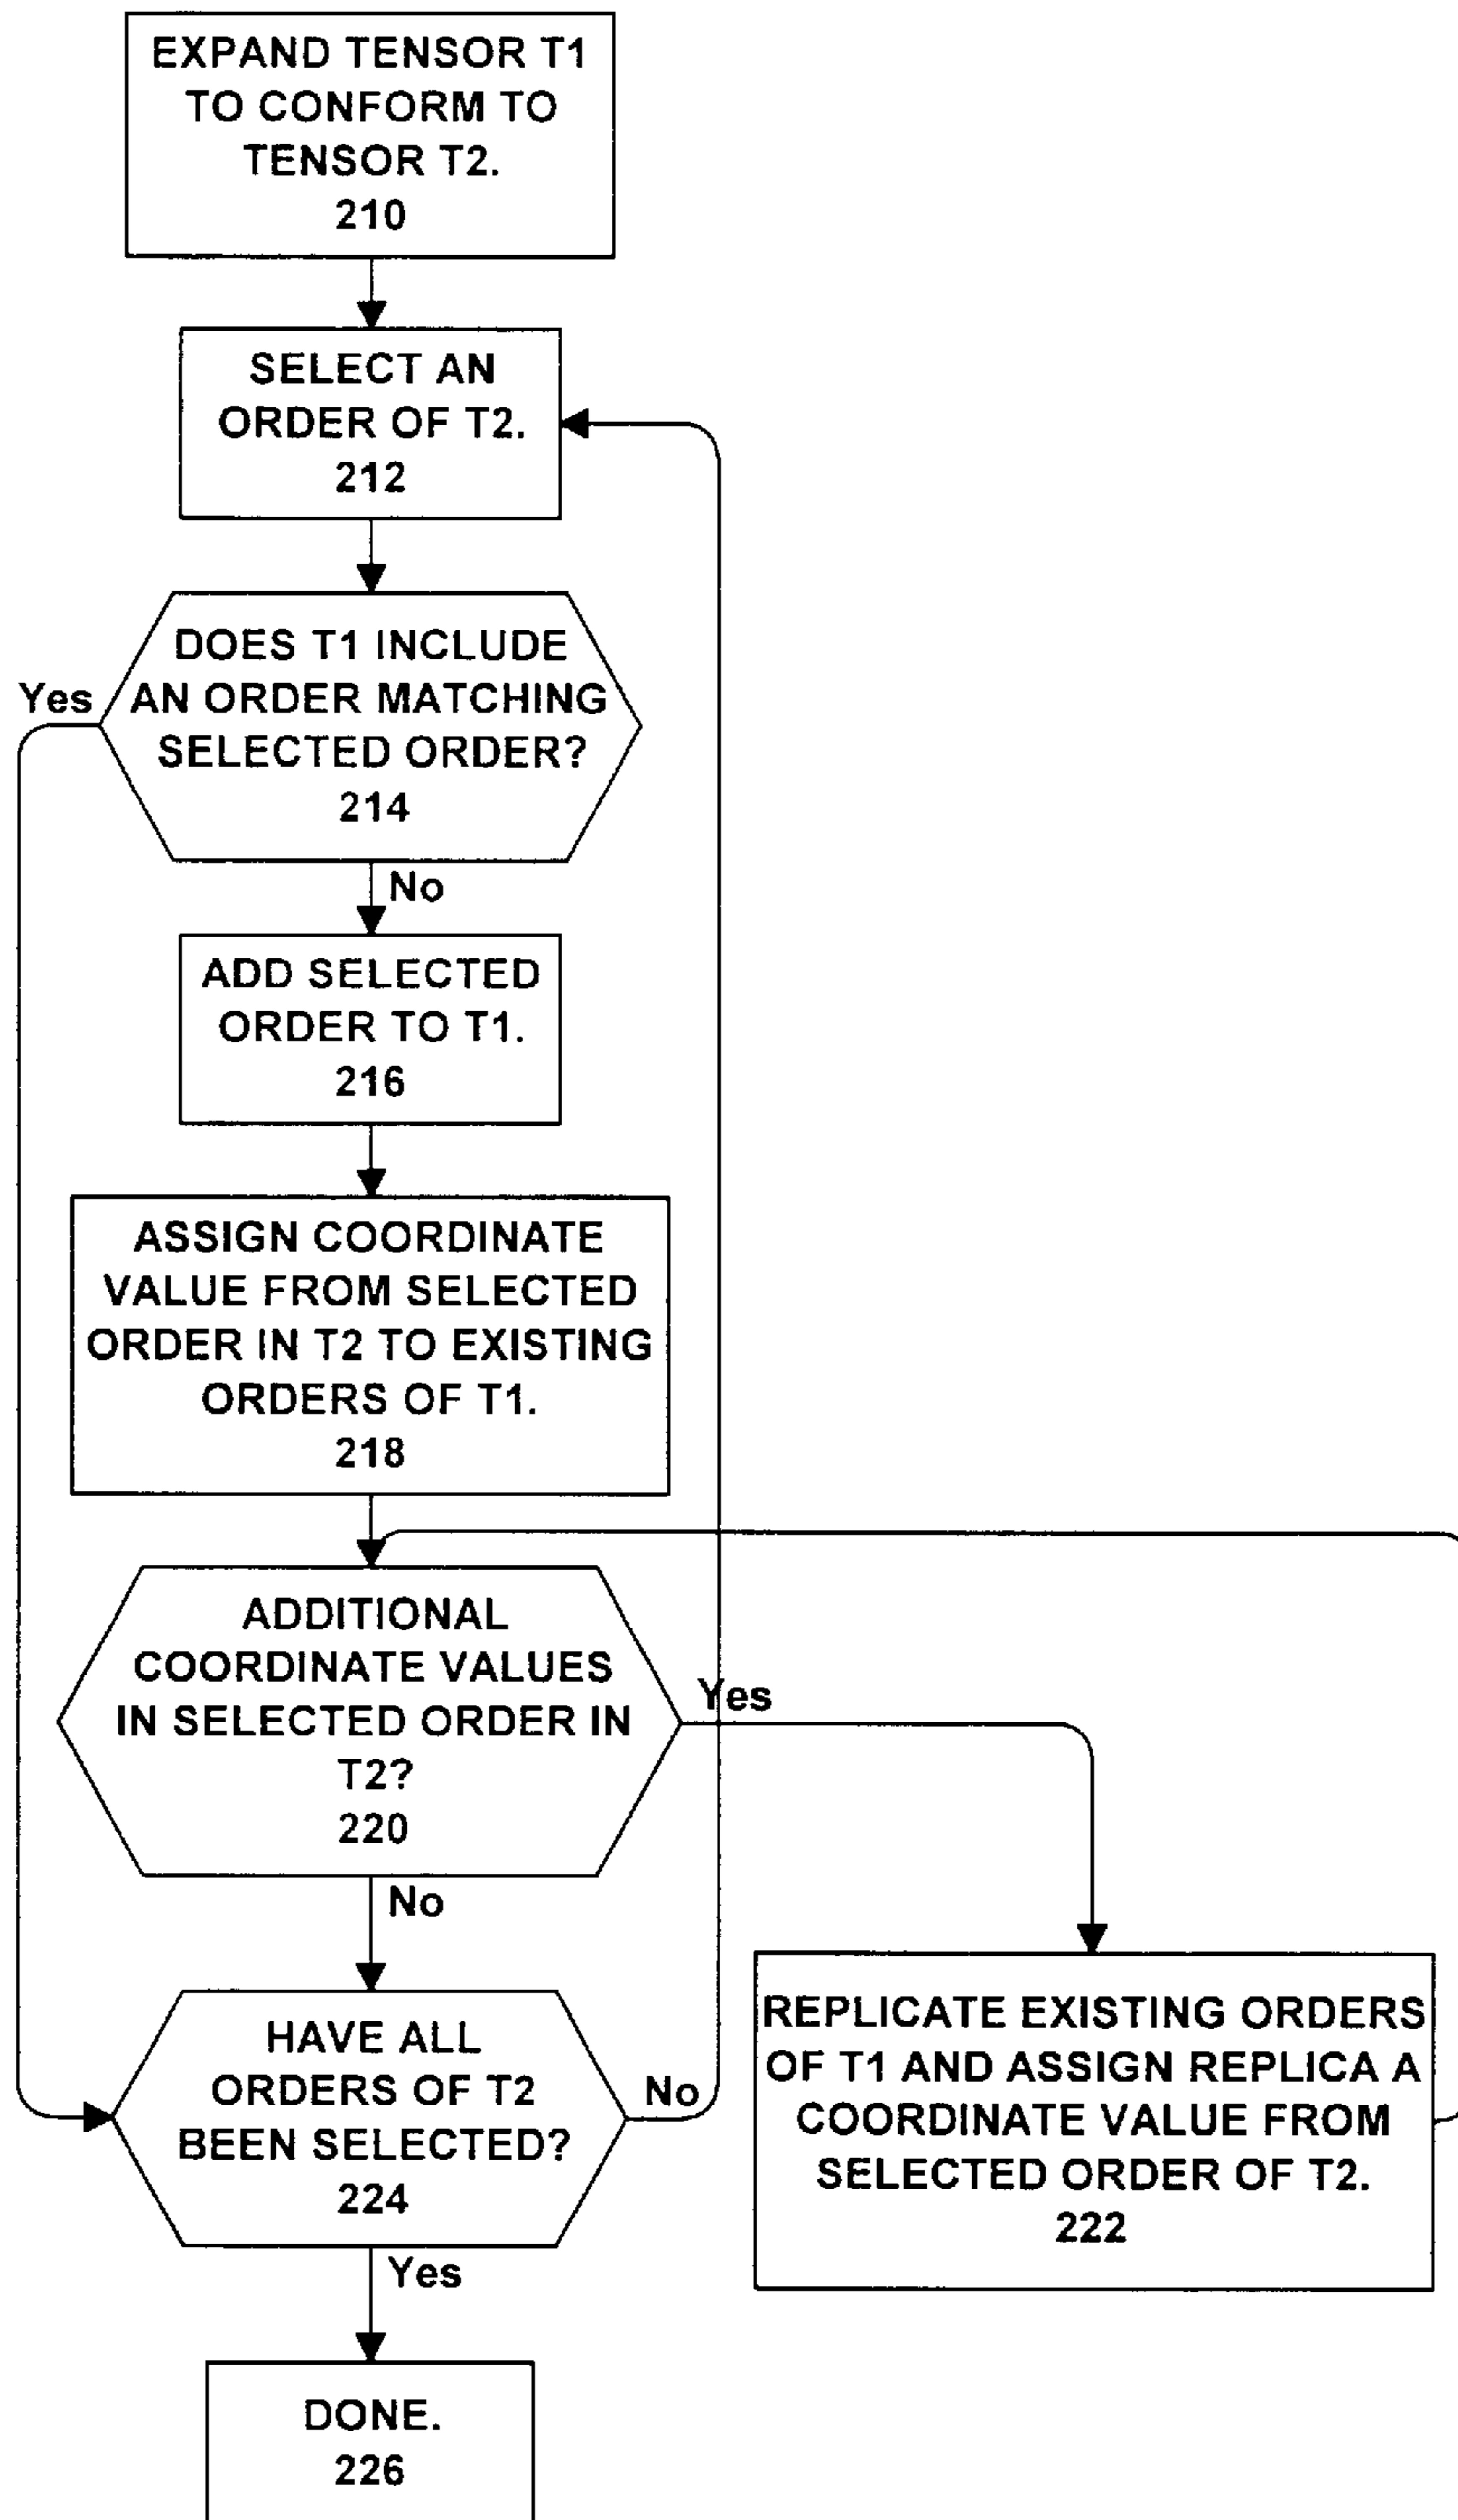 EXPAND TENSOR T1
TO CONFORM TO
TENSOR T2.
210
SELECT AN
ORDER OF T2.
212
DOES T1 INCLUDE
AN ORDER MATCHING
SELECTED ORDER?
214
Yes
No
ADD SELECTED
ORDER TO T1.
216
ASSIGN COORDINATE
VALUE FROM SELECTED
ORDER IN T2 TO EXISTING
ORDERS OF T1.
218
ADDITIONAL
COORDINATE VALUES
IN SELECTED ORDER IN
T2?
220
Yes
No
REPLICATE EXISTING ORDERS
OF T1 AND ASSIGN REPLICA A
COORDINATE VALUE FROM
SELECTED ORDER OF T2.
222
HAVE ALL
ORDERS OF T2
BEEN SELECTED?
224
No
Yes
DONE.
226